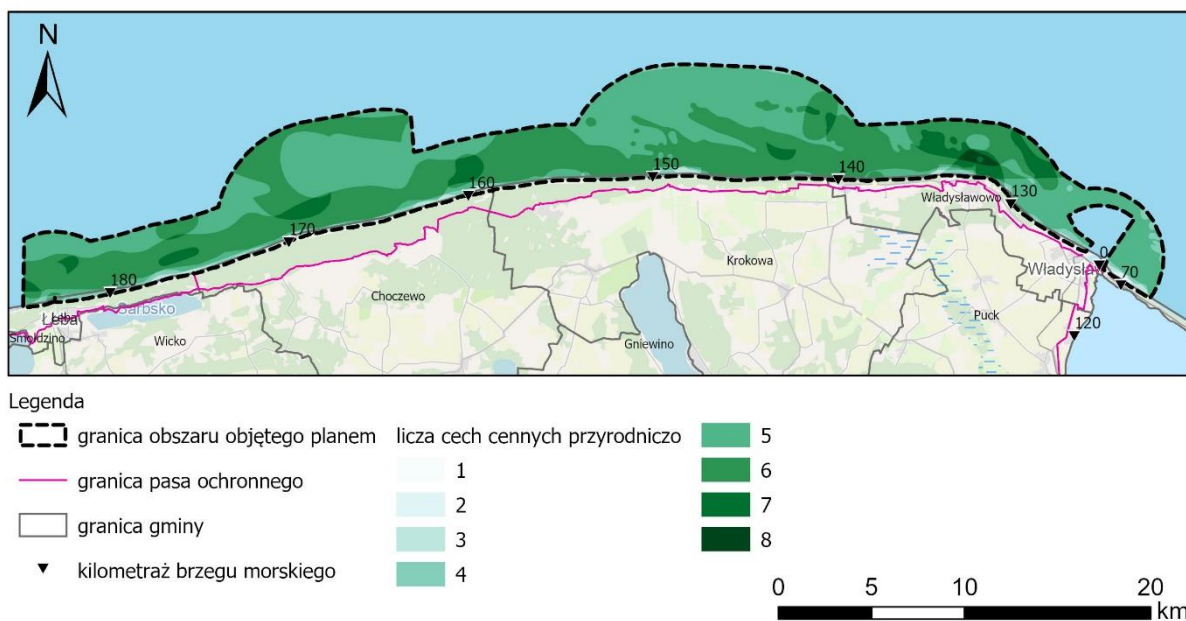 N
160
150
140
130
Władysławowo
170
0
Władysła
70
180
Sarbsko
Łeba
Łeba
Smołdzino
Wicko
Choczewo
Gniewino
Krokowa
Puck
120
Legenda
granica obszaru objętego planem
granica pasa ochronnego
granica gminy
kilometraż brzegu morskiego
licza cech cennych przyrodniczo
1
2
3
4
5
6
7
8
0 5 10 20
km